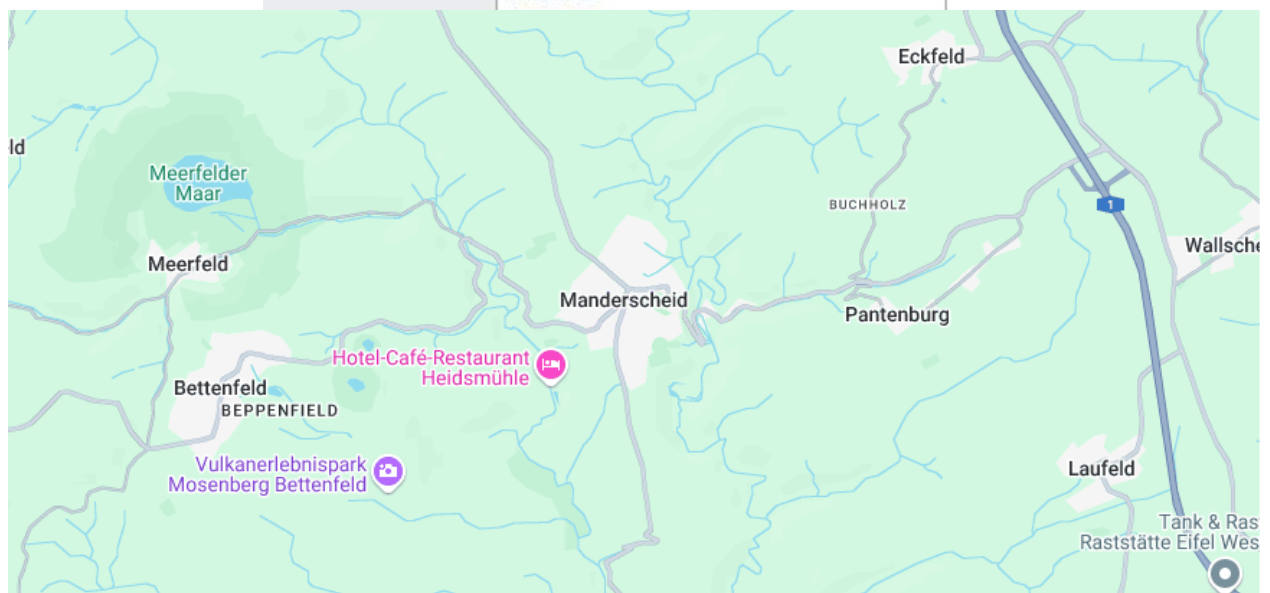 Eckfeld
ld
Meerfelder
Maar
BUCHHOLZ
1
Wallsche
Meerfeld
Manderscheid
Pantenburg
Hotel-Café-Restaurant
Heidsmühle
Bettenfeld
BEPPENFIELD
Vulkanerlebnispark
Mosenberg Bettenfeld
Laufeld
Tank & Ras
Raststätte Eifel Wes